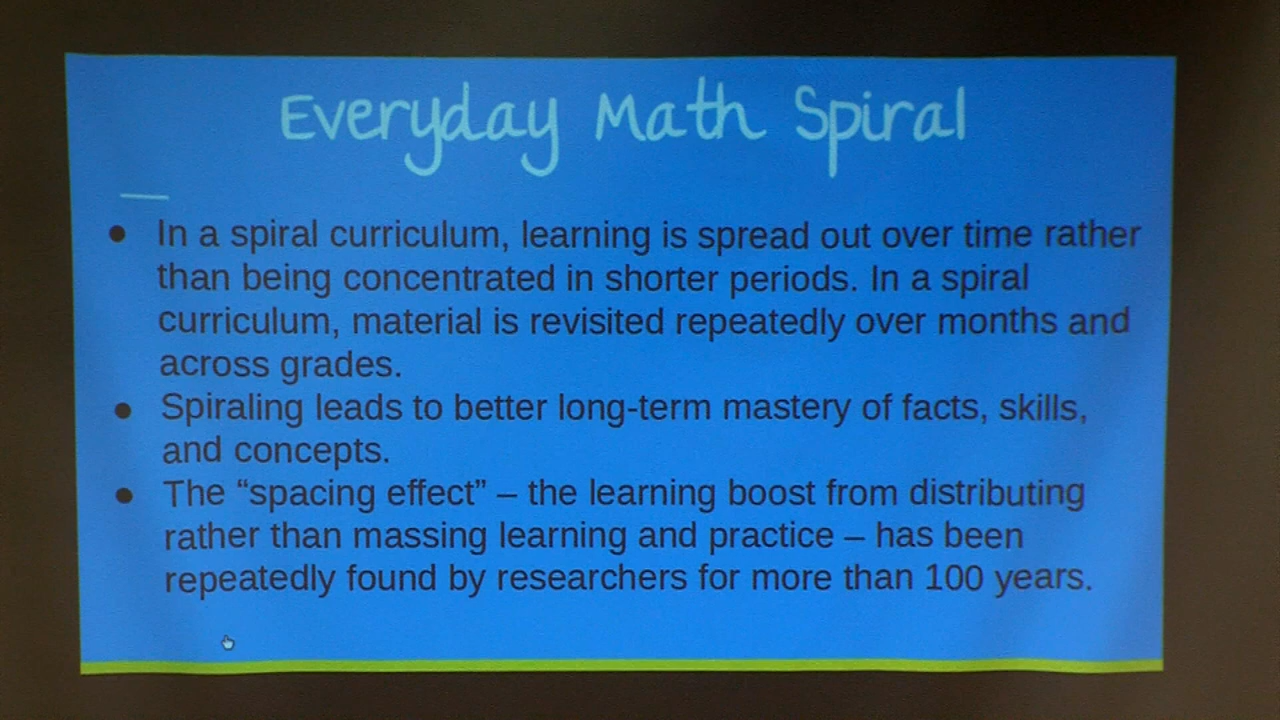 Everyday Math Spiral
● In a spiral curriculum, learning is spread out over time rather
than being concentrated in shorter periods. In a spiral
curriculum, material is revisited repeatedly over months and
across grades.
● Spiraling leads to better long-term mastery of facts, skills,
and concepts.
● The “spacing effect” – the learning boost from distributing
rather than massing learning and practice – has been
repeatedly found by researchers for more than 100 years.